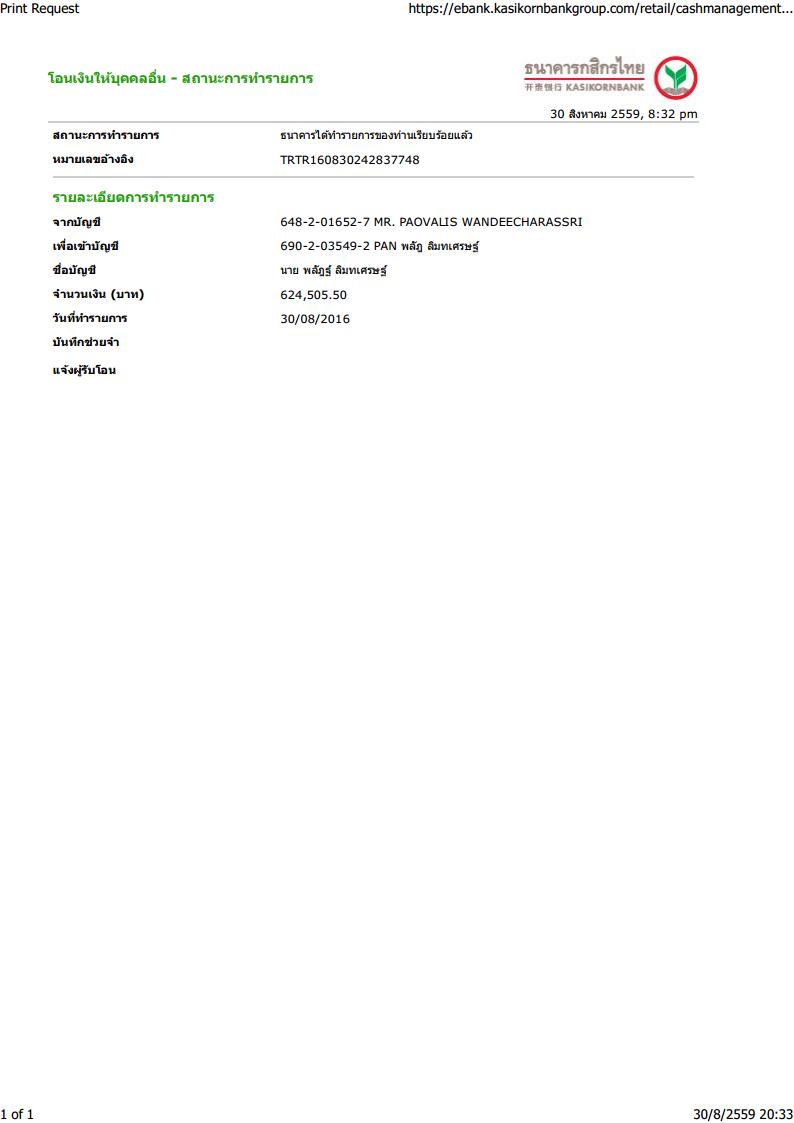 Print Request https://ebank.kasikornbankgroup.com/retail/cashmanagement...
ธนาคารกสิกรไทย
开泰银行 KASIKORNBANK
โอนเงินให้บุคคลอื่น - สถานะการทำรายการ
30 สิงหาคม 2559, 8:32 pm
สถานะการทำรายการ ธนาคารได้ทำรายการของท่านเรียบร้อยแล้ว
หมายเลขอ้างอิง TRTR160830242837748
รายละเอียดการทำรายการ
จากบัญชี 648-2-01652-7 MR. PAOVALIS WANDEECHARASSRI
เพื่อเข้าบัญชี 690-2-03549-2 PAN พลัฎ ลิมทเศรษฐ์
ชื่อบัญชี นาย พลัฏฐ์ ลิมทเศรษฐ์
จำนวนเงิน (บาท) 624,505.50
วันที่ทำรายการ 30/08/2016
บันทึกช่วยจำ
แจ้งผู้รับโอน
1 of 1 30/8/2559 20:33